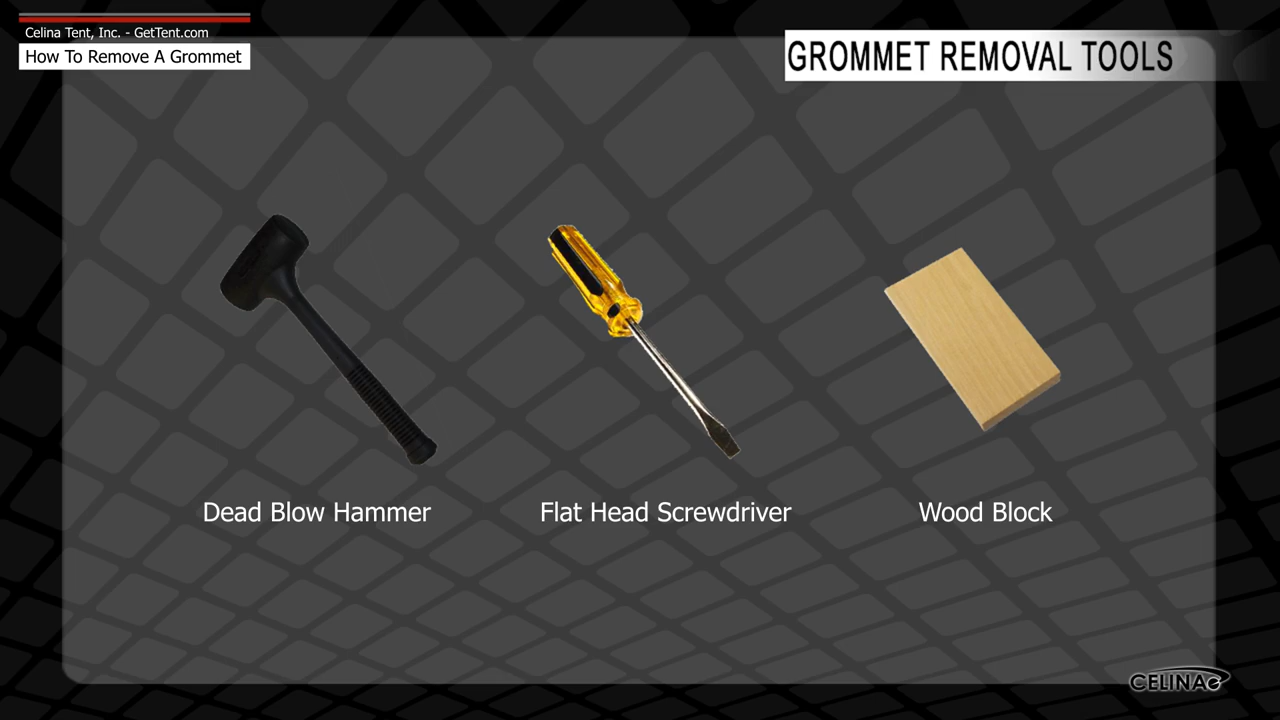 Celina Tent, Inc. - GetTent.com
How To Remove A Grommet
GROMMET REMOVAL TOOLS
Dead Blow Hammer
Flat Head Screwdriver
Wood Block
CELINA